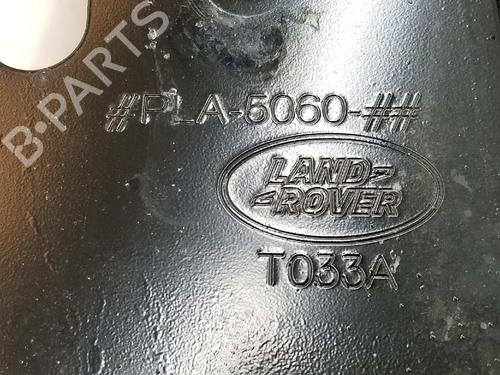 B-PARTS
#PLA-5060-##
LAND-
-ROVER
T033A